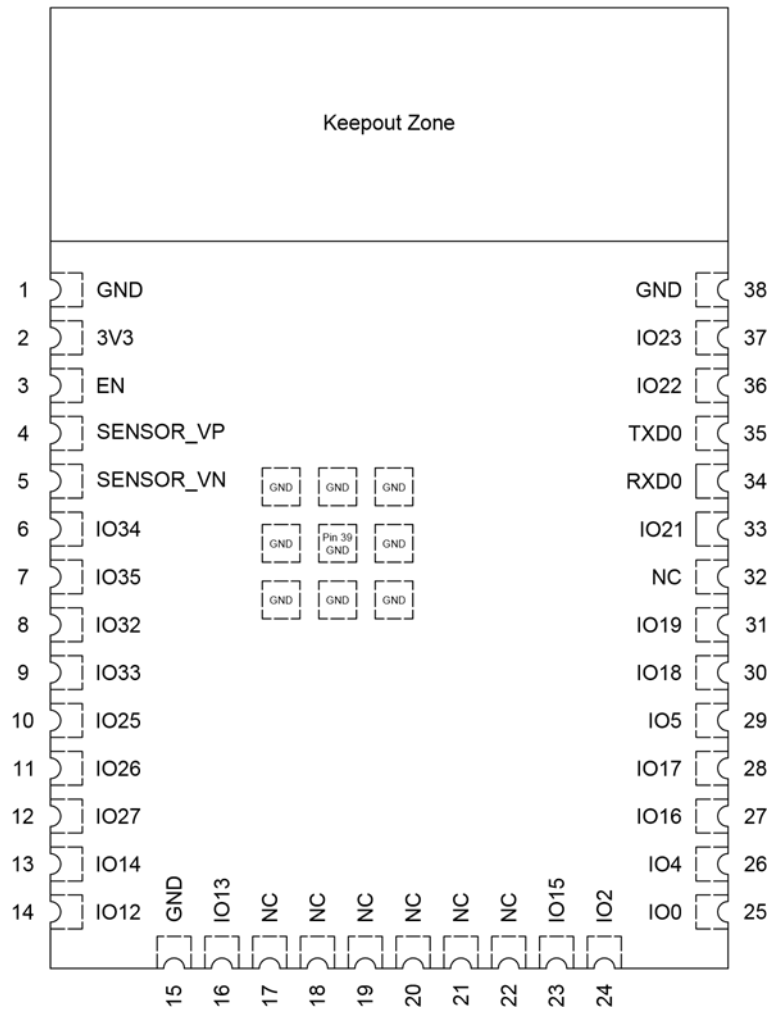 Keepout Zone
1 GND GND 38
2 3V3 IO23 37
3 EN IO22 36
4 SENSOR_VP TXD0 35
5 SENSOR_VN RXD0 34
GND GND GND
6 IO34 IO21 33
GND Pin 39 GND GND
7 IO35 NC 32
GND GND GND
8 IO32 IO19 31
9 IO33 IO18 30
10 IO25 IO5 29
11 IO26 IO17 28
12 IO27 IO16 27
13 IO14 IO4 26
14 IO12 IO0 25
GND IO13 NC NC NC NC NC NC IO15 IO2
15 16 17 18 19 20 21 22 23 24